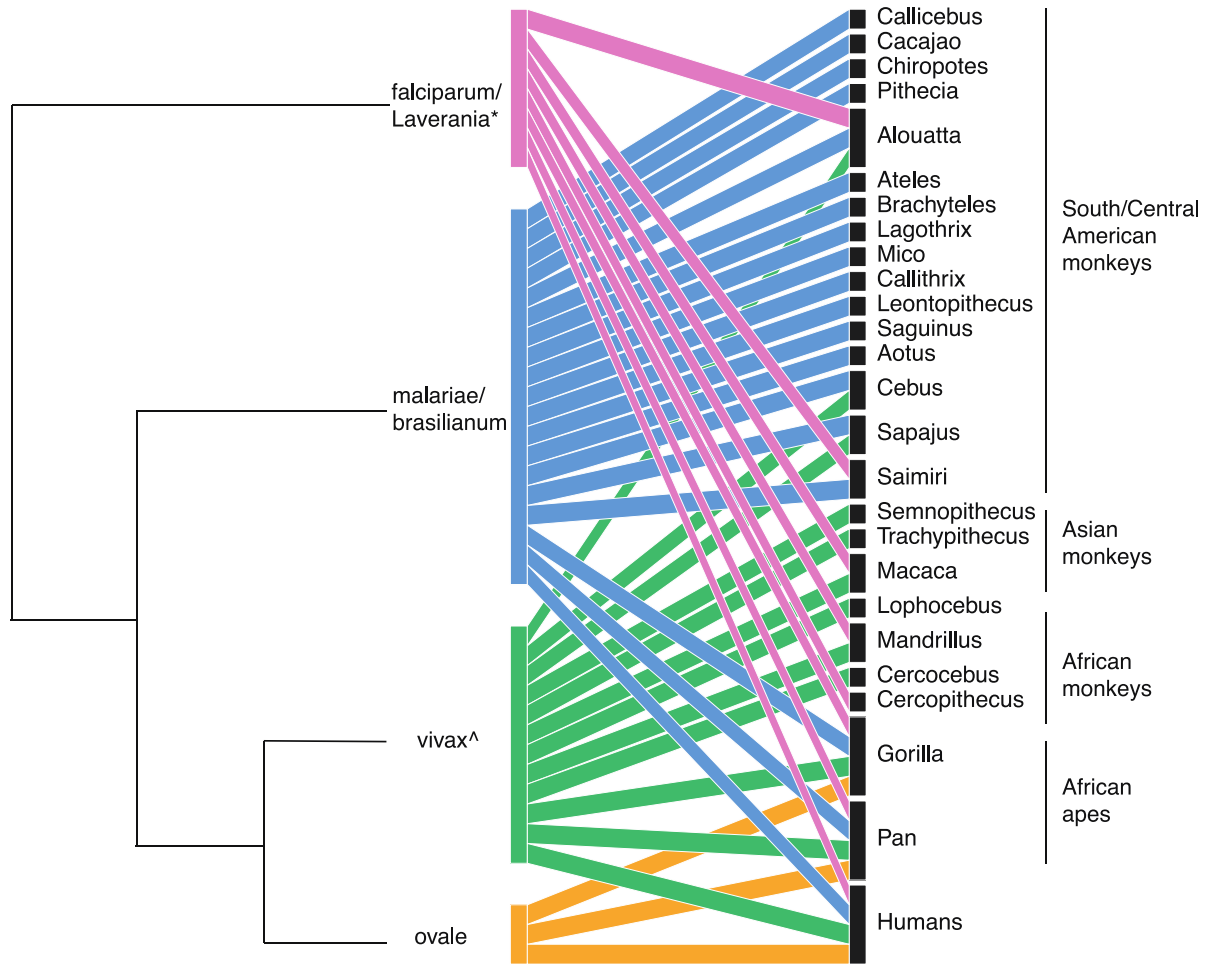 falciparum/
Laverania*
malariae/
brasilianum
vivax^
ovale
Callicebus
Cacajao
Chiropotes
Pithecia
Alouatta
Ateles
Brachyteles
Lagothrix
Mico
Callithrix
Leontopithecus
Saguinus
Aotus
Cebus
Sapajus
Saimiri
Semnopithecus
Trachypithecus
Macaca
Lophocebus
Mandrillus
Cercocebus
Cercopithecus
Gorilla
Pan
Humans
South/Central
American
monkeys
Asian
monkeys
African
monkeys
African
apes